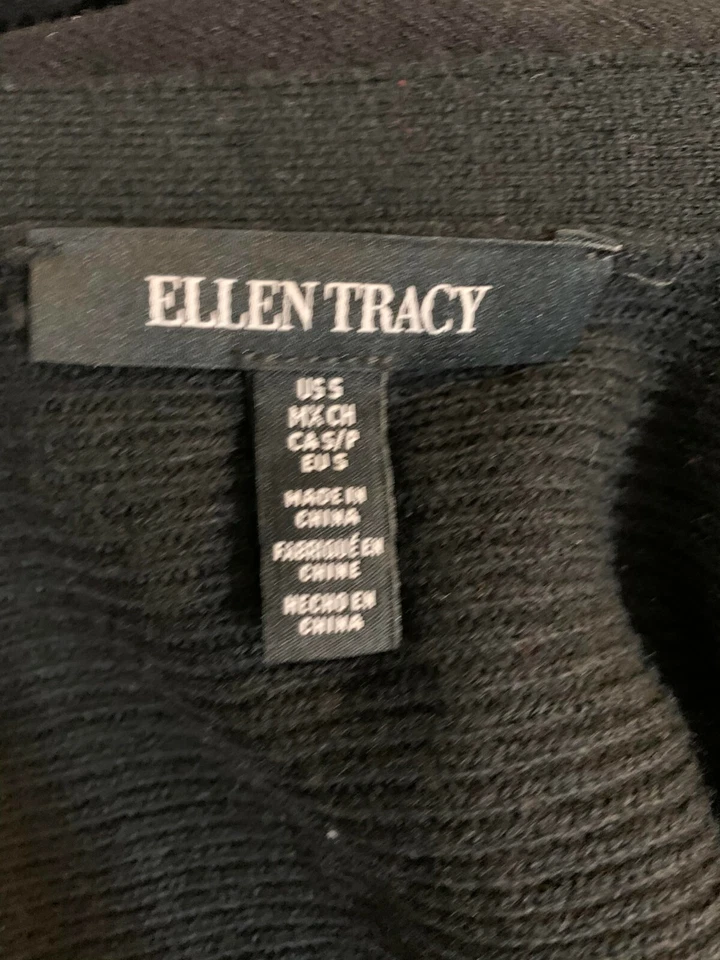 ELLEN TRACY
US S
MX CH
CA S/P
EU S
MADE IN
CHINA
FABRIQUÉ EN
CHINE
HECHO EN
CHINA